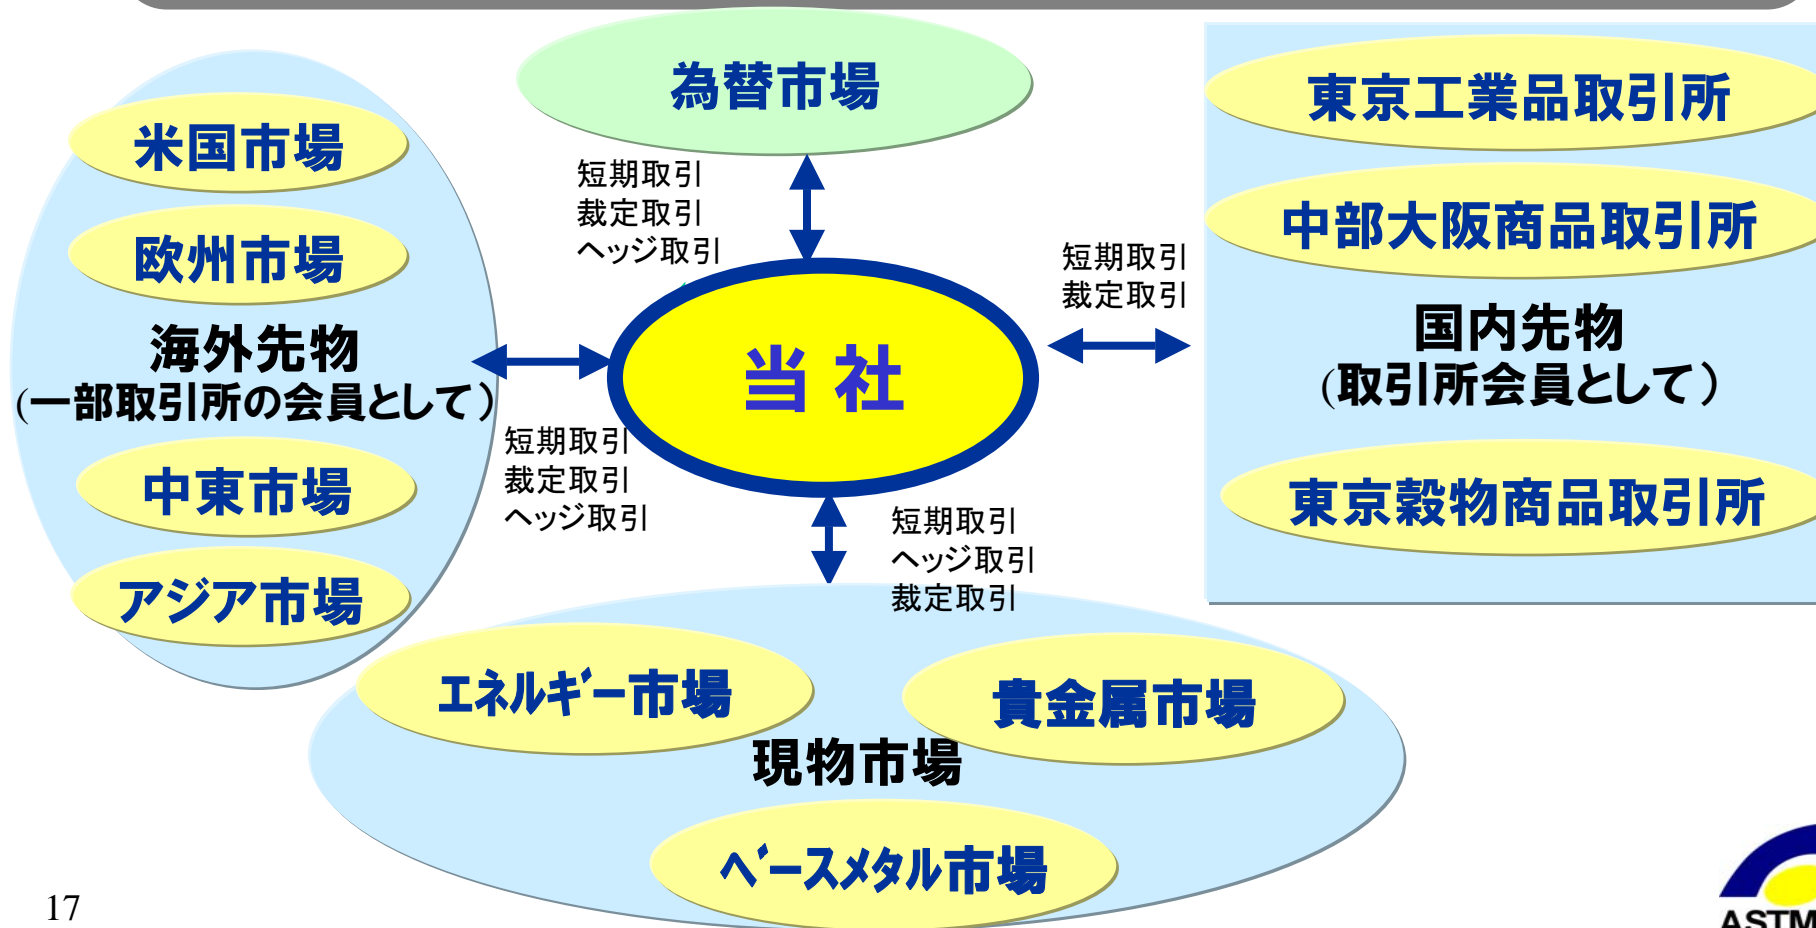 為替市場
短期取引
裁定取引
ヘッジ取引
米国市場
欧州市場
海外先物
(一部取引所の会員として)
中東市場
アジア市場
短期取引
裁定取引
ヘッジ取引
当 社
短期取引
裁定取引
東京工業品取引所
中部大阪商品取引所
国内先物
(取引所会員として)
東京穀物商品取引所
短期取引
ヘッジ取引
裁定取引
エネルギー市場
貴金属市場
現物市場
ベースメタル市場
17